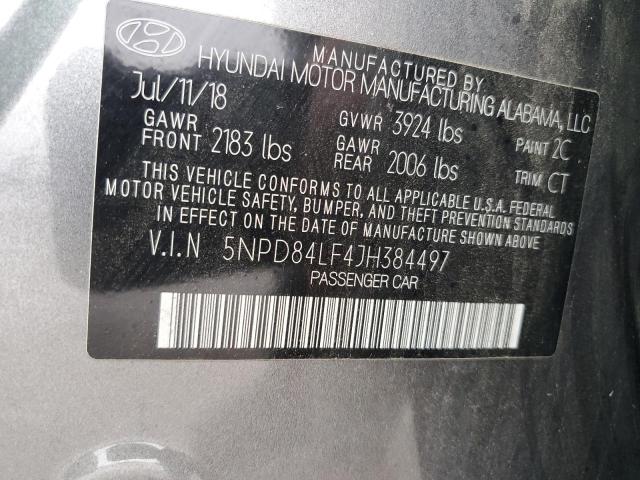 MANUFACTURED BY
HYUNDAI MOTOR MANUFACTURING ALABAMA, LLC
Jul/11/18
GAWR FRONT 2183 lbs
GVWR 3924 lbs
GAWR REAR 2006 lbs
PAINT 2C
TRIM CT
THIS VEHICLE CONFORMS TO ALL APPLICABLE U.S.A. FEDERAL
MOTOR VEHICLE SAFETY, BUMPER, AND THEFT PREVENTION STANDARDS
IN EFFECT ON THE DATE OF MANUFACTURE SHOWN ABOVE.
V.I.N 5NPD84LF4JH384497
PASSENGER CAR